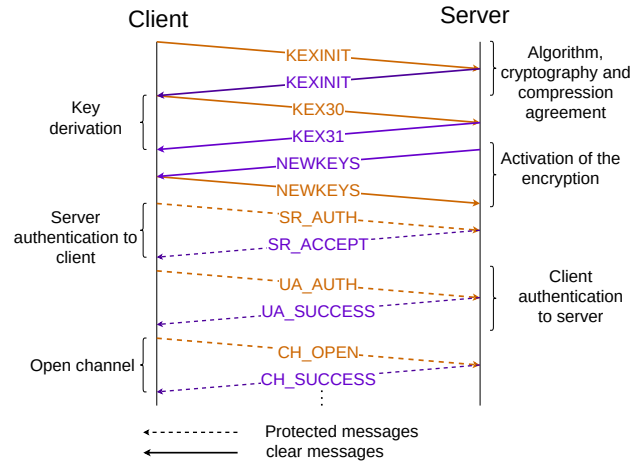 Client
Server
KEXINIT
KEXINIT
Algorithm,
cryptography and
compression
agreement
Key
derivation
KEX30
KEX31
NEWKEYS
NEWKEYS
Activation of the
encryption
Server
authentication to
client
SR_AUTH
SR_ACCEPT
UA_AUTH
UA_SUCCESS
Client
authentication
to server
Open channel
CH_OPEN
CH_SUCCESS
Protected messages
clear messages